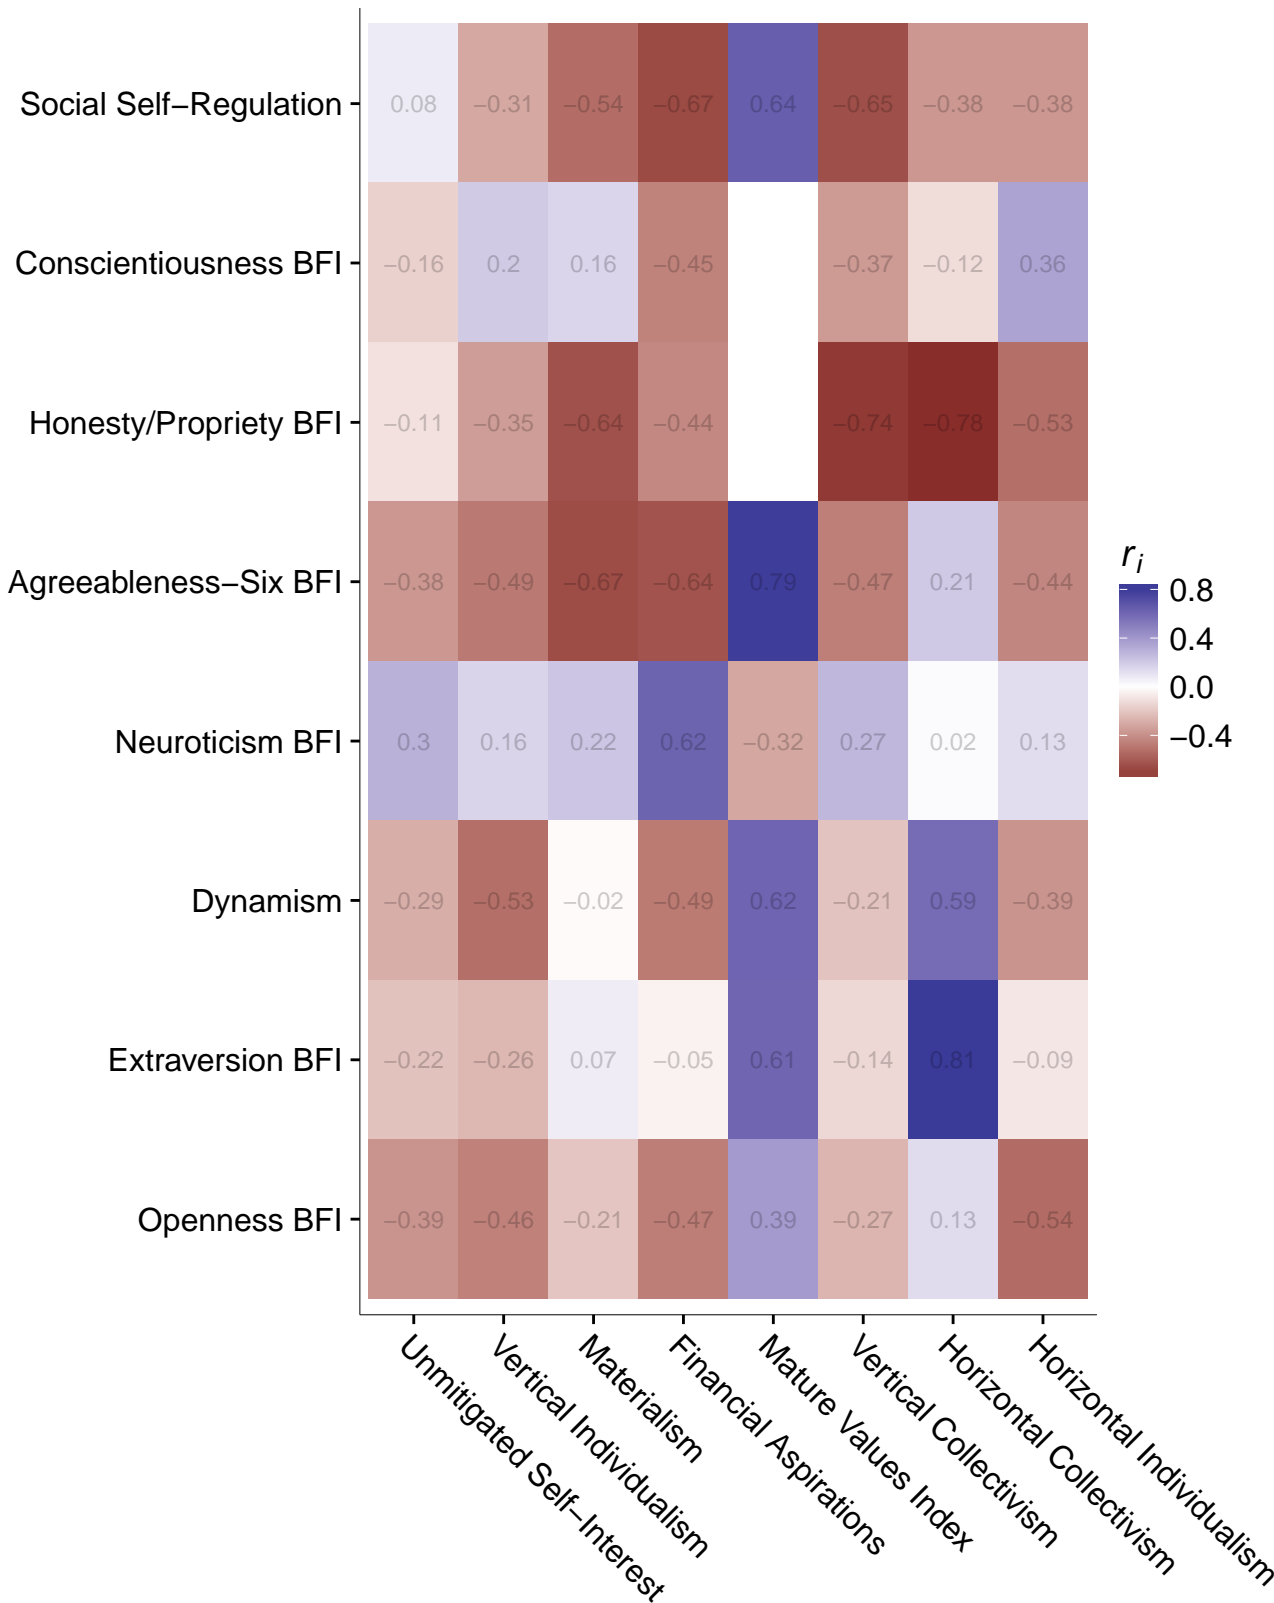 Social Self−Regulation
0.08 −0.31 −0.54 −0.67 0.64 −0.65 −0.38 −0.38
Conscientiousness BFI
−0.16 0.2 0.16 −0.45 −0.37 −0.12 0.36
Honesty/Propriety BFI
−0.11 −0.35 −0.64 −0.44 −0.74 −0.78 −0.53
Agreeableness−Six BFI
−0.38 −0.49 −0.67 −0.64 0.79 −0.47 0.21 −0.44
Neuroticism BFI
0.3 0.16 0.22 0.62 −0.32 0.27 0.02 0.13
Dynamism
−0.29 −0.53 −0.02 −0.49 0.62 −0.21 0.59 −0.39
Extraversion BFI
−0.22 −0.26 0.07 −0.05 0.61 −0.14 0.81 −0.09
Openness BFI
−0.39 −0.46 −0.21 −0.47 0.39 −0.27 0.13 −0.54
Unmitigated Self−Interest
Vertical Individualism
Materialism
Financial Aspirations
Mature Values Index
Vertical Collectivism
Horizontal Collectivism
Horizontal Individualism
r i
0.8
0.4
0.0
−0.4